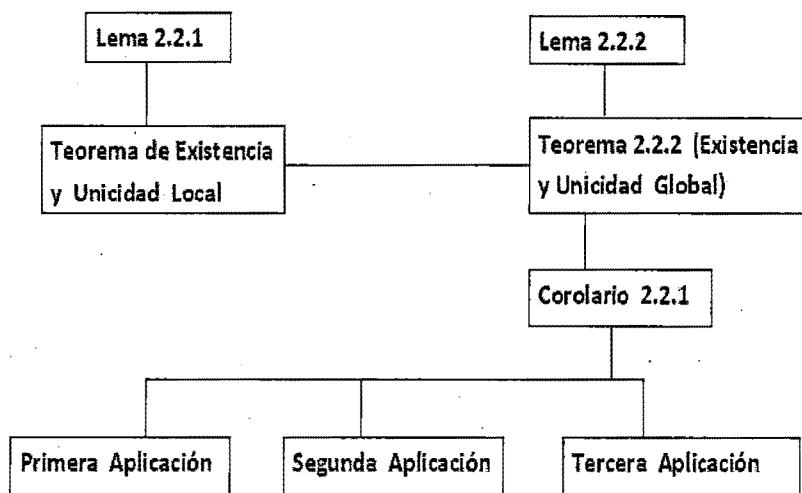 Lema 2.2.1
Lema 2.2.2
Teorema de Existencia
y Unicidad Local
Teorema 2.2.2 (Existencia
y Unicidad Global)
Corolario 2.2.1
Primera Aplicación
Segunda Aplicación
Tercera Aplicación